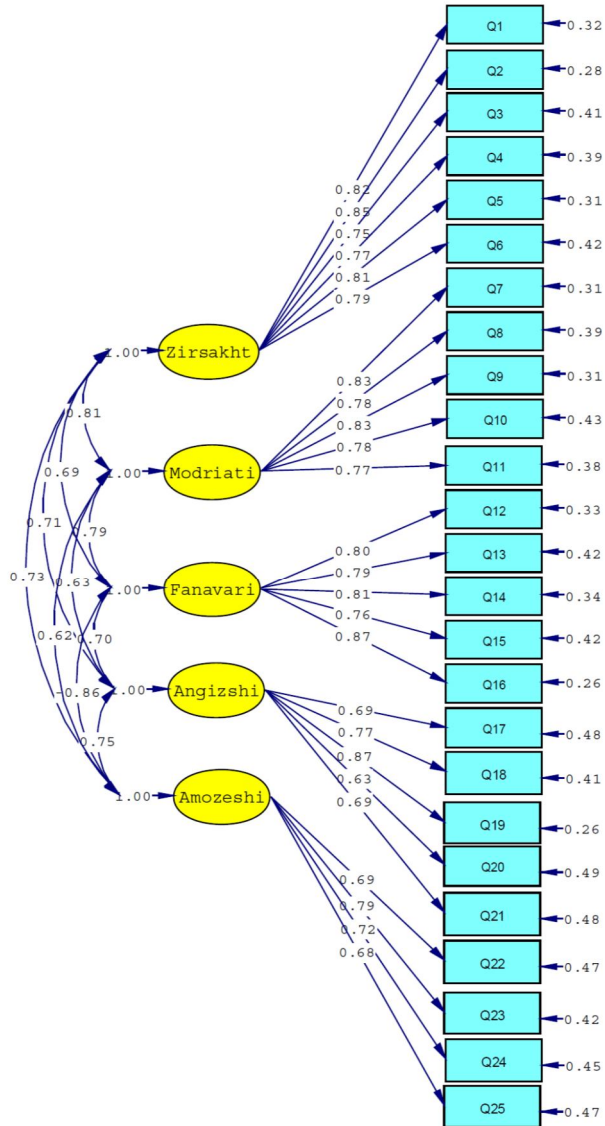 Q1 0.32
Q2 0.28
Q3 0.41
Q4 0.39
Q5 0.31
0.82
0.85
0.75
0.77
0.81
0.79
Q6 0.42
Q7 0.31
Q8 0.39
1.00 Zirsakht
0.83
0.78
0.83
0.78
0.77
Q9 0.31
Q10 0.43
0.81
Q11 0.38
1.00 Modriati
0.69
Q12 0.33
0.71
0.79
0.80
0.79
0.81
0.76
0.87
Q13 0.42
0.73
0.63
1.00 Fanavari
Q14 0.34
0.62
0.70
Q15 0.42
Q16 0.26
-0.86
1.00 Angizshi
0.69
0.77
0.87
0.63
0.69
Q17 0.48
0.75
Q18 0.41
1.00 Amozeshi
Q19 0.26
Q20 0.49
0.69
0.79
0.72
0.68
Q21 0.48
Q22 0.47
Q23 0.42
Q24 0.45
Q25 0.47